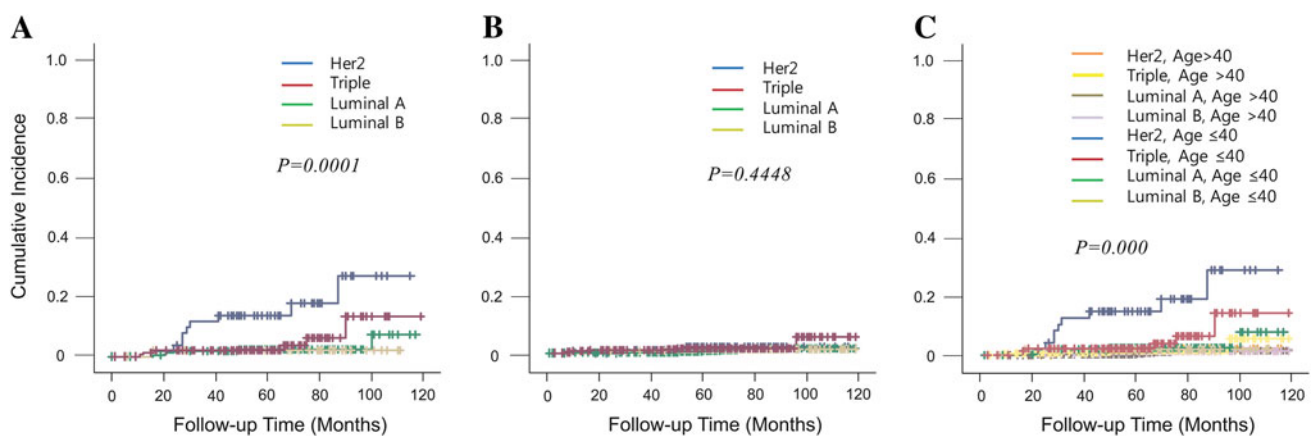 A
Cumulative Incidence
1.0
0.8
0.6
0.4
0.2
0
Her2
Triple
Luminal A
Luminal B
P=0.0001
0 20 40 60 80 100 120
Follow-up Time (Months)
B
1.0
0.8
0.6
0.4
0.2
0
Her2
Triple
Luminal A
Luminal B
P=0.4448
0 20 40 60 80 100 120
Follow-up Time (Months)
C
1.0
0.8
0.6
0.4
0.2
0
Her2, Age>40
Triple, Age >40
Luminal A, Age >40
Luminal B, Age >40
Her2, Age ≤40
Triple, Age ≤40
Luminal A, Age ≤40
Luminal B, Age ≤40
P=0.000
0 20 40 60 80 100 120
Follow-up Time (Months)